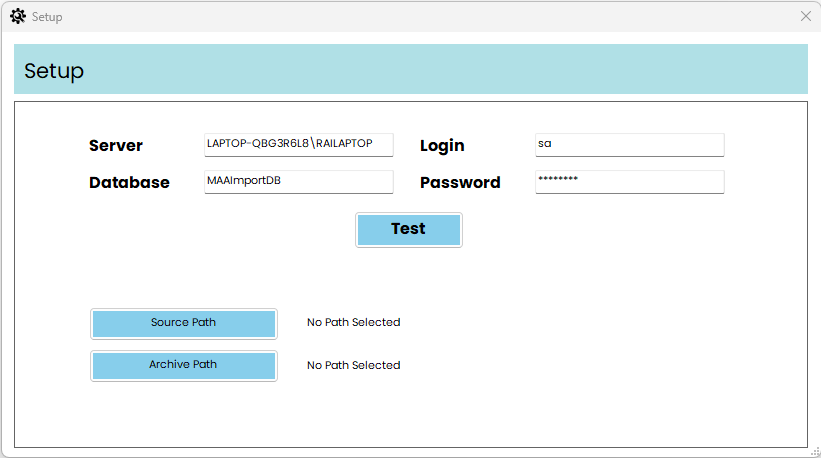 Setup
Setup
Server LAPTOP-QBG3R6L8\RAILAPTOP Login sa
Database MAAImportDB Password ********
Test
Source Path No Path Selected
Archive Path No Path Selected